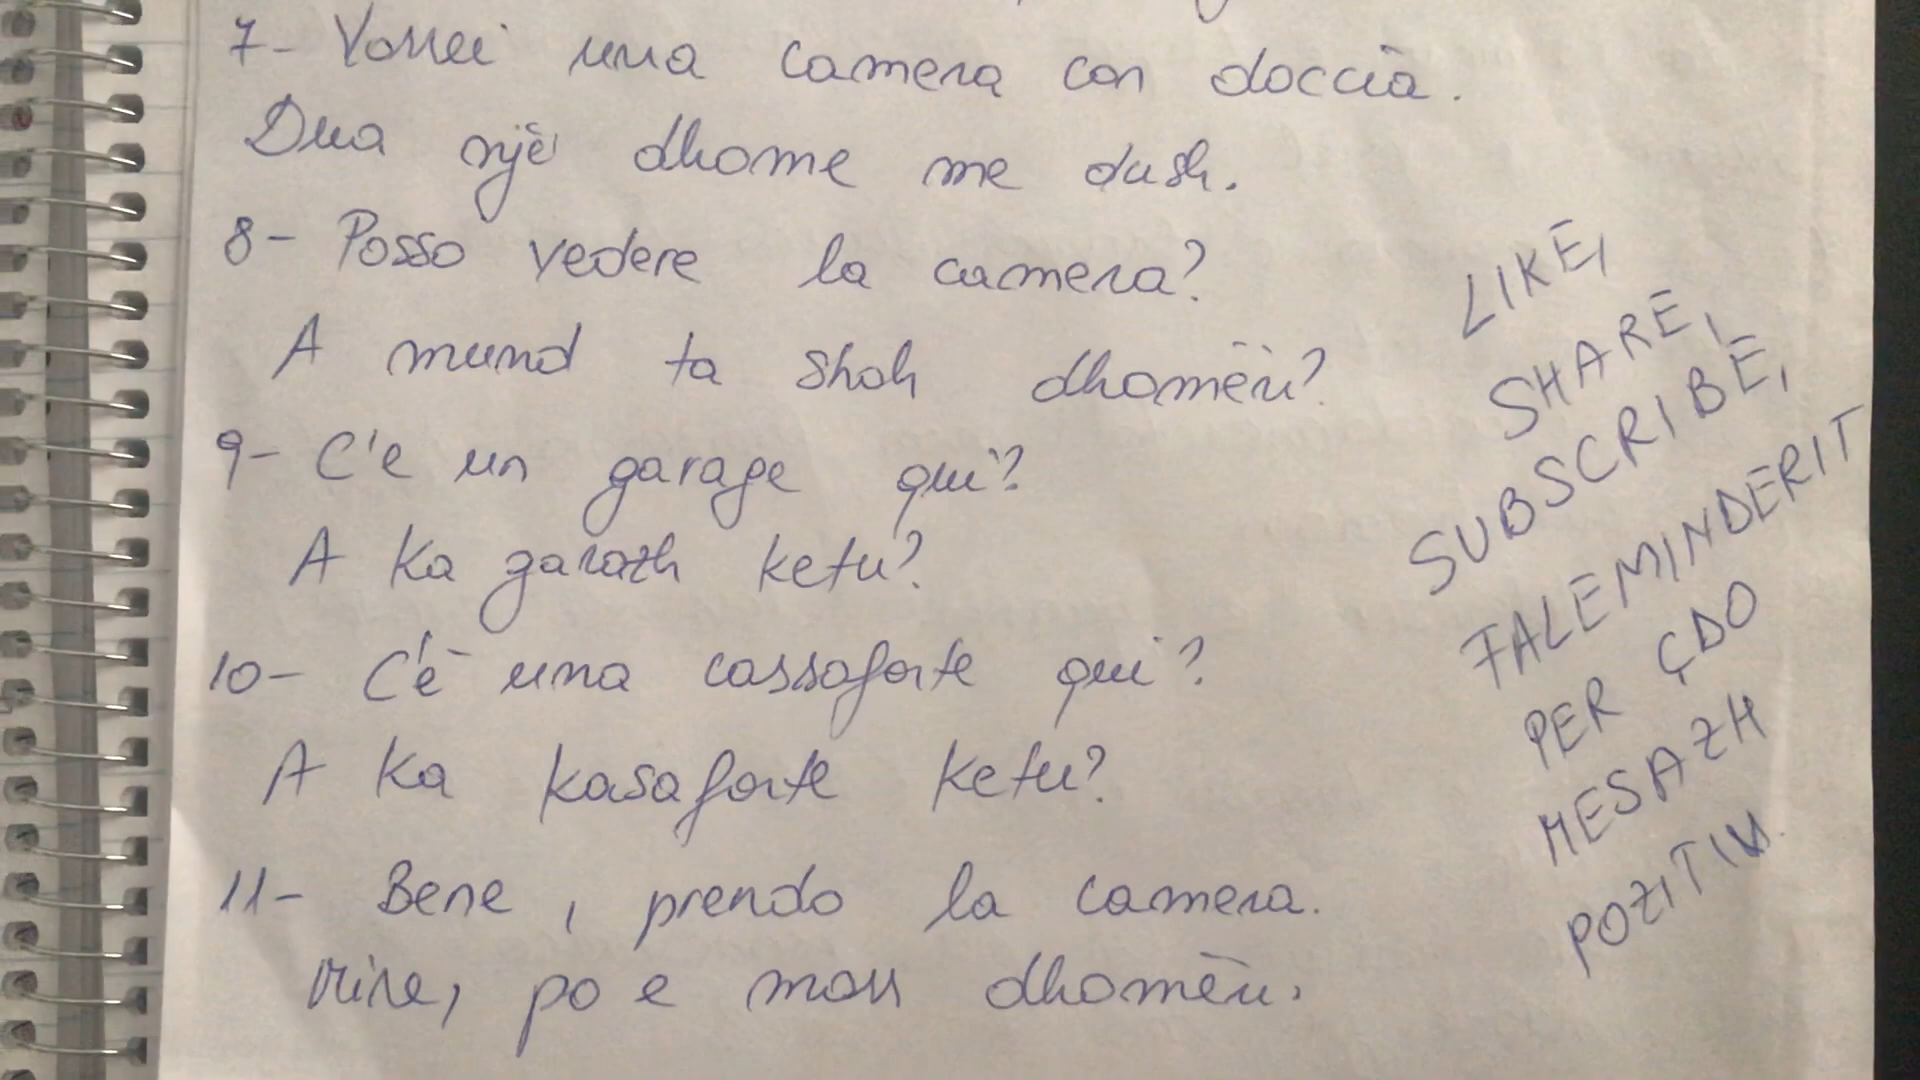 7- Vorrei una camera con doccia.
Dua një dhome me dush.
8- Posso vedere la camera?
A mund ta shoh dhomën?
9- C'e un garage qui?
A ka garazh ketu?
10- C'è una cassaforte qui?
A ka kasaforte ketu?
11- Bene, prendo la camera.
Mire, po e marr dhomën.
LIKE,
SHARE,
SUBSCRIBE,
FALEMINDERIT
PER ÇDO
MESAZH
POZITIV.